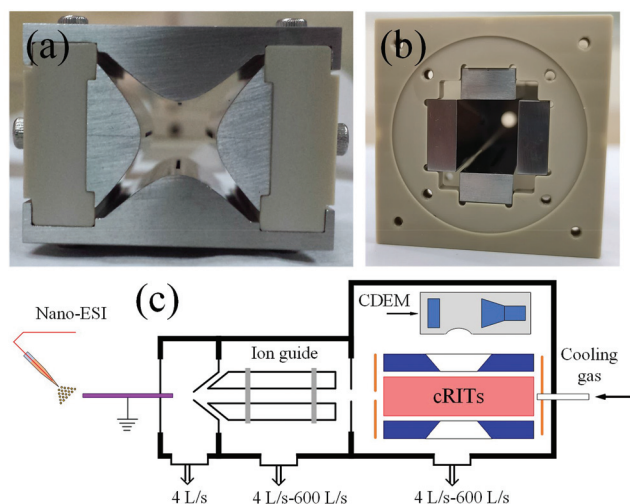 (a)
(b)
(c)
Nano-ESI
Ion guide
CDEM
Cooling
gas
cRITs
4 L/s
4 L/s-600 L/s
4 L/s-600 L/s